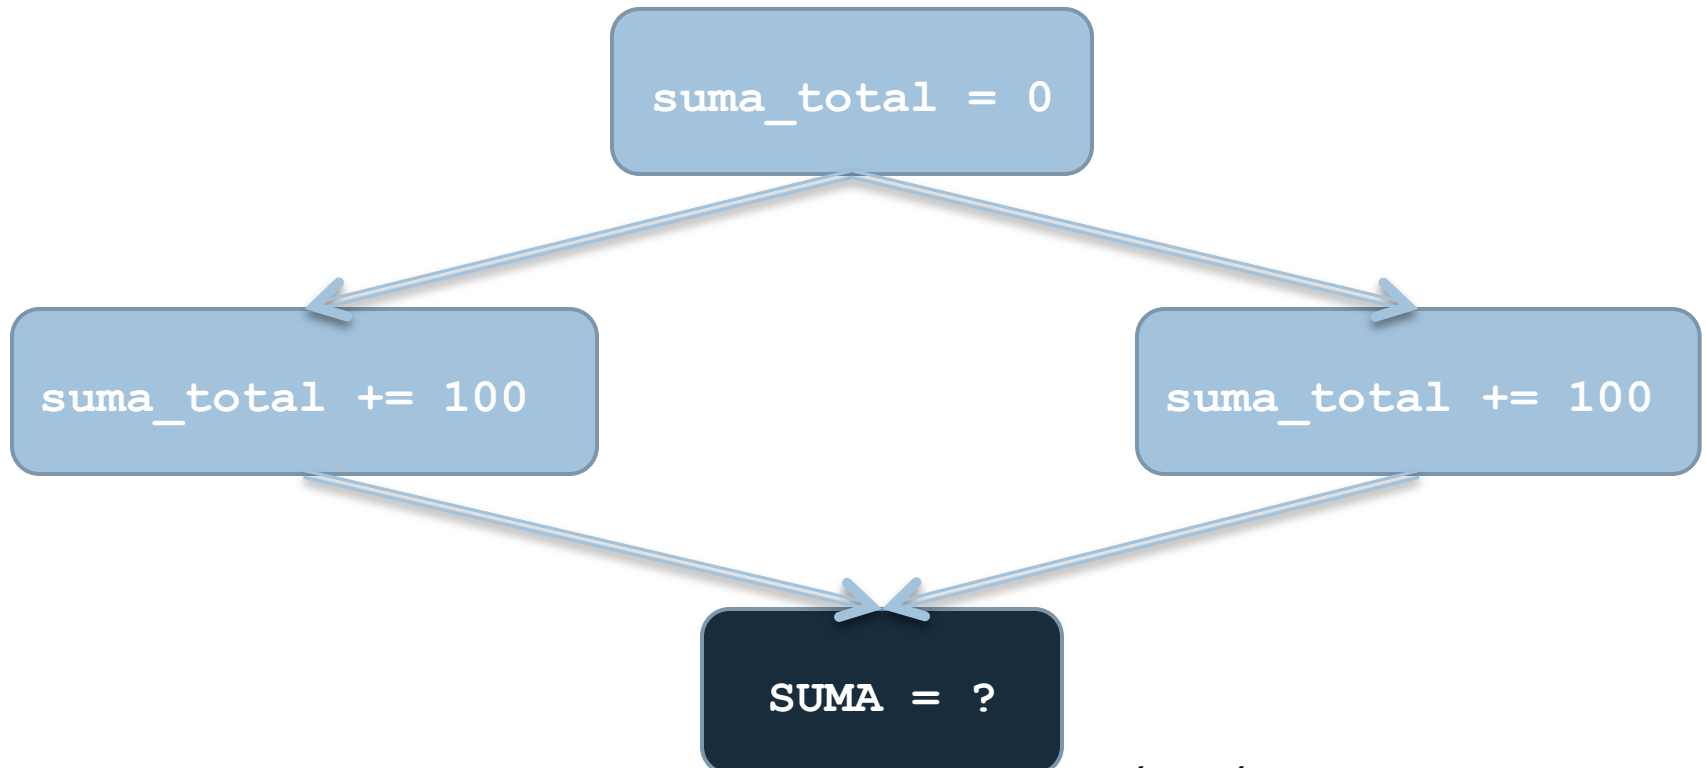 suma_total = 0
suma_total += 100
suma_total += 100
SUMA = ?